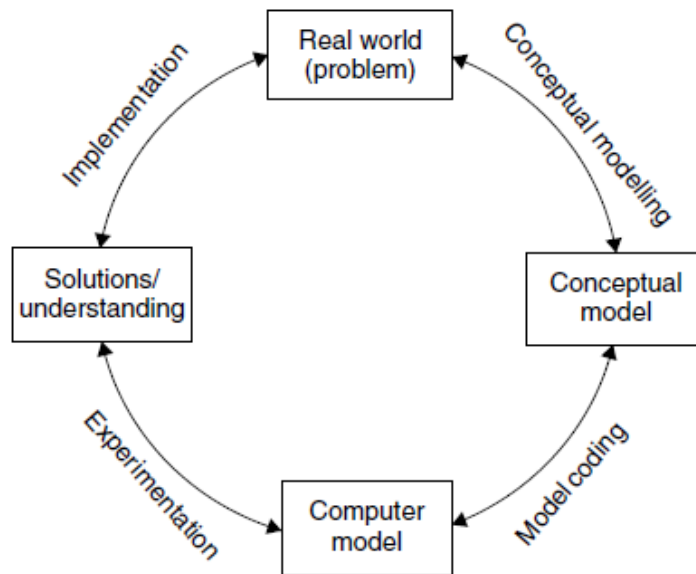 Real world
(problem)
Implementation
Conceptual modelling
Solutions/
understanding
Conceptual
model
Experimentation
Model coding
Computer
model